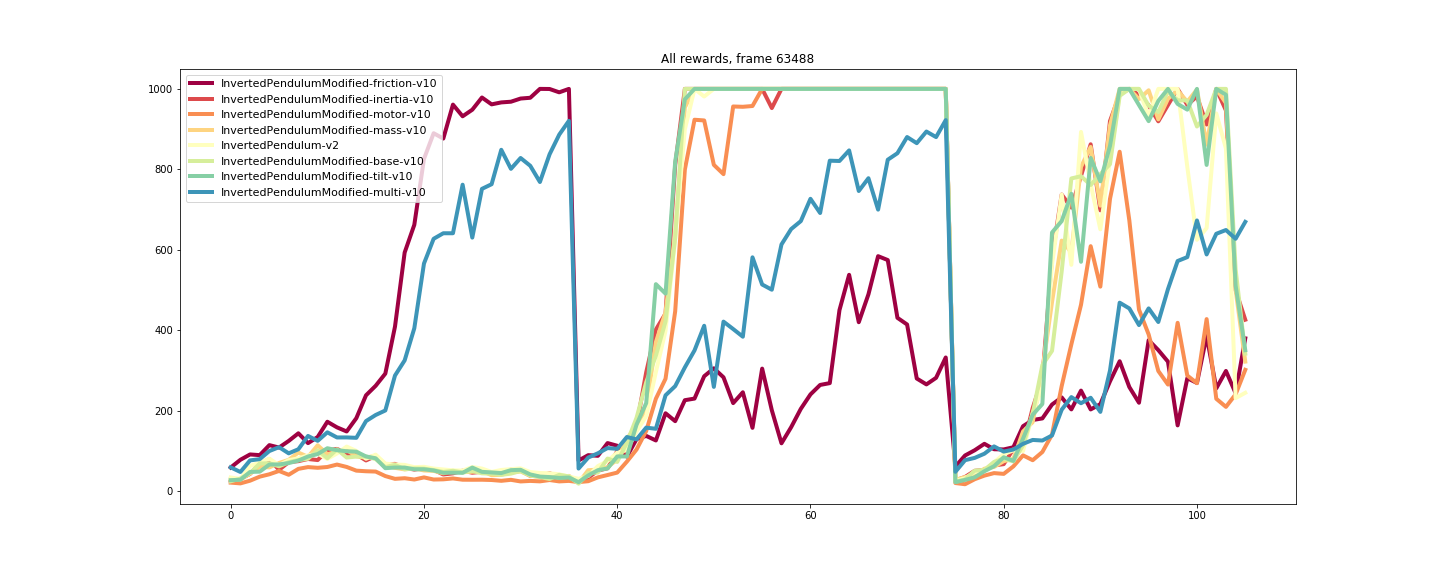 All rewards, frame 63488
InvertedPendulumModified-friction-v10
InvertedPendulumModified-inertia-v10
InvertedPendulumModified-motor-v10
InvertedPendulumModified-mass-v10
InvertedPendulum-v2
InvertedPendulumModified-base-v10
InvertedPendulumModified-tilt-v10
InvertedPendulumModified-multi-v10
1000
800
600
400
200
0
0 20 40 60 80 100